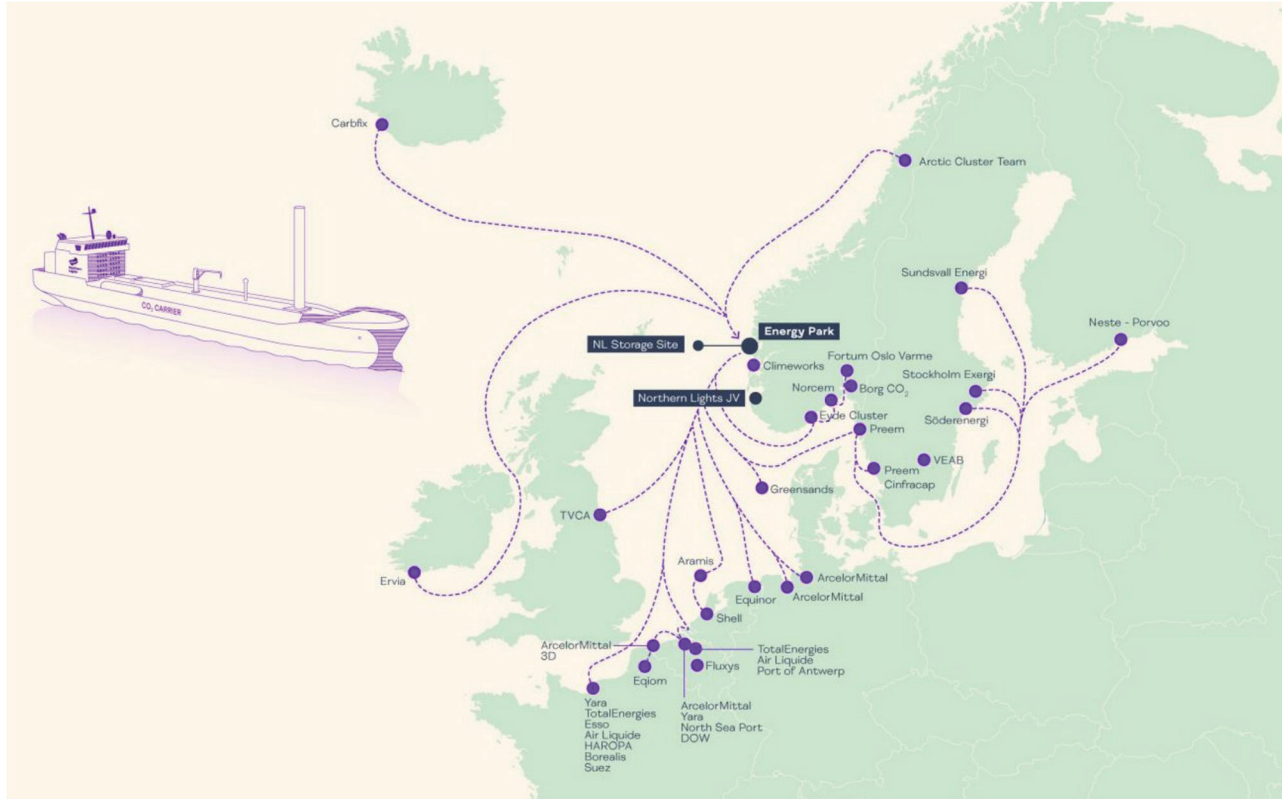 Carbfix
Arctic Cluster Team
Sundsvall Energi
Neste - Porvoo
CO₂ CARRIER
Energy Park
NL Storage Site
Climeworks
Fortum Oslo Varme
Stockholm Exergi
Norcem
Borg CO₂
Northern Lights JV
Eyde Cluster
Söderenergi
Preem
VEAB
Preem
Cinfracap
Greensands
TVCA
Aramis
Ervia
ArcelorMittal
Equinor
ArcelorMittal
Shell
ArcelorMittal
3D
TotalEnergies
Air Liquide
Port of Antwerp
Eqiom
Fluxys
Yara
TotalEnergies
Esso
Air Liquide
HAROPA
Borealis
Suez
ArcelorMittal
Yara
North Sea Port
DOW